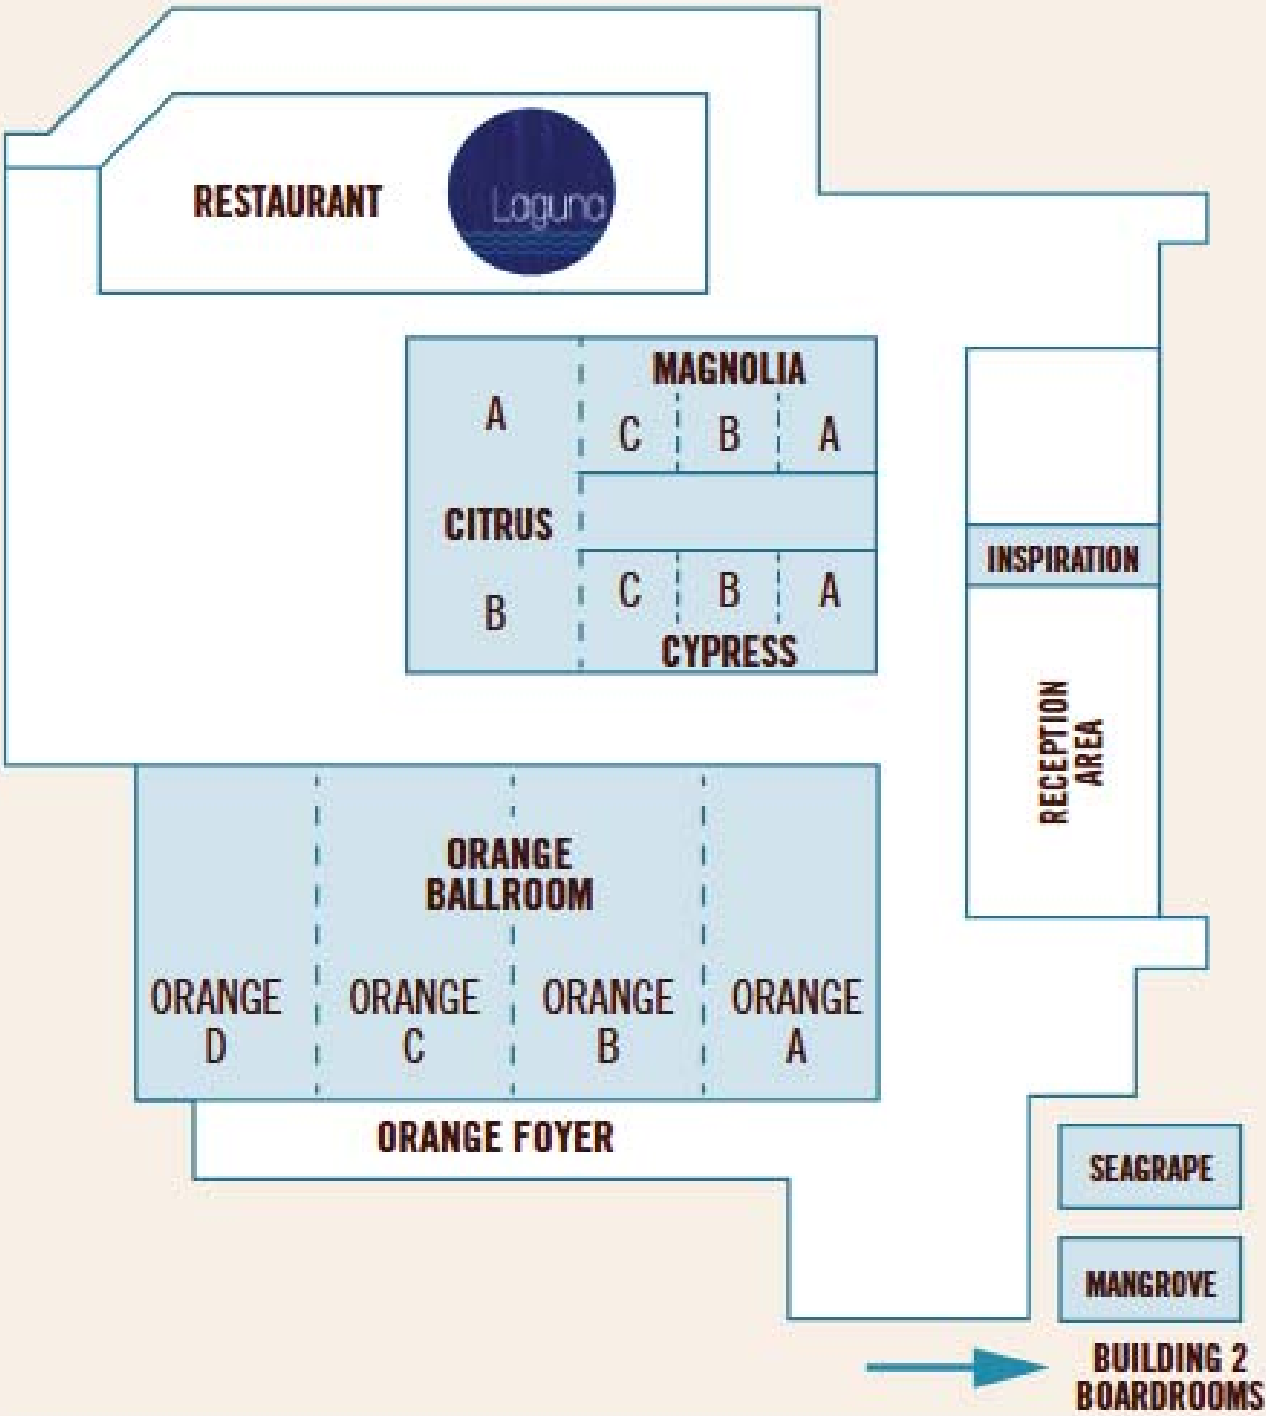 RESTAURANT
Laguna
MAGNOLIA
A
C B A
CITRUS
INSPIRATION
C B A
B
CYPRESS
RECEPTION
AREA
ORANGE
BALLROOM
ORANGE
D
ORANGE
C
ORANGE
B
ORANGE
A
ORANGE FOYER
SEAGRAPE
MANGROVE
BUILDING 2
BOARDROOMS